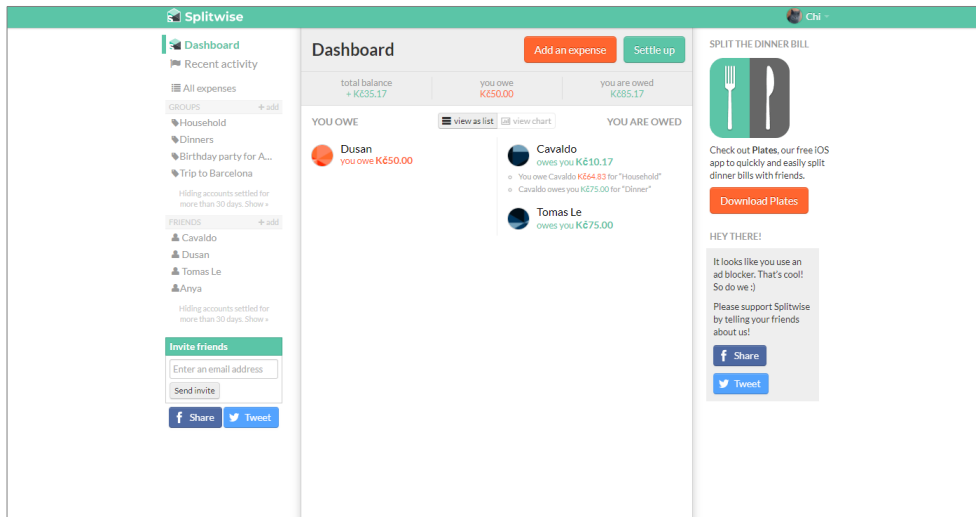 Splitwise
Chi
Dashboard
Recent activity
All expenses
GROUPS + add
Household
Dinners
Birthday party for A...
Trip to Barcelona
Hiding accounts settled for
more than 30 days. Show »
FRIENDS + add
Cavaldo
Dusan
Tomas Le
Anya
Hiding accounts settled for
more than 30 days. Show »
Invite friends
Enter an email address
Send invite
f Share
Tweet
Dashboard
Add an expense
Settle up
total balance
+ Kč35.17
you owe
Kč50.00
you are owed
Kč85.17
YOU OWE
view as list
view chart
YOU ARE OWED
Dusan
you owe Kč50.00
Cavaldo
owes you Kč10.17
You owe Cavaldo Kč64.83 for "Household"
Cavaldo owes you Kč75.00 for "Dinner"
Tomas Le
owes you Kč75.00
SPLIT THE DINNER BILL
Check out Plates, our free iOS
app to quickly and easily split
dinner bills with friends.
Download Plates
HEY THERE!
It looks like you use an
ad blocker. That's cool!
So do we ;)
Please support Splitwise
by telling your friends
about us!
f Share
Tweet